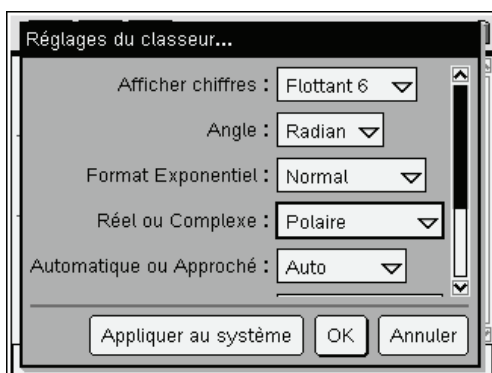 Réglages du classeur...
Afficher chiffres : Flottant 6
Angle : Radian
Format Exponentiel : Normal
Réel ou Complexe : Polaire
Automatique ou Approché : Auto
Appliquer au système OK Annuler